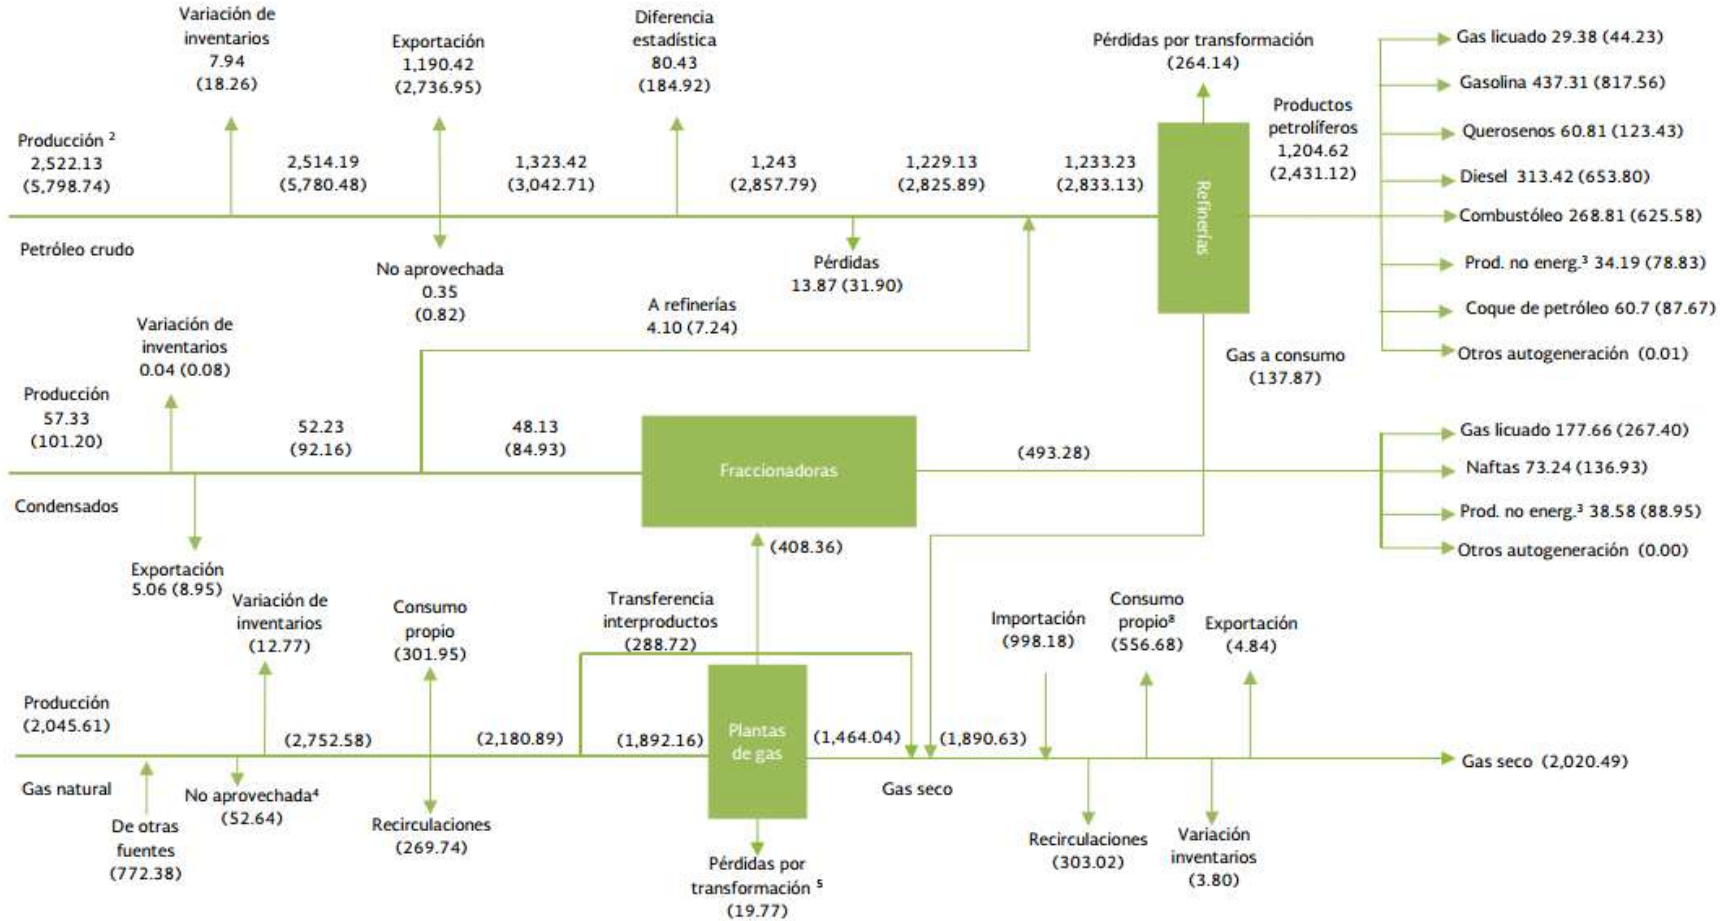 Variación de
inventarios
7.94
(18.26)
Exportación
1,190.42
(2,736.95)
Diferencia
estadística
80.43
(184.92)
Pérdidas por transformación
(264.14)
Productos
petrolíferos
1,204.62
(2,431.12)
Gas licuado 29.38 (44.23)
Gasolina 437.31 (817.56)
Querosenos 60.81 (123.43)
Diesel 313.42 (653.80)
Combustóleo 268.81 (625.58)
Prod. no energ.³ 34.19 (78.83)
Coque de petróleo 60.7 (87.67)
Otros autogeneración (0.01)
Producción ²
2,522.13
(5,798.74)
2,514.19
(5,780.48)
1,323.42
(3,042.71)
1,243
(2,857.79)
1,229.13
(2,825.89)
1,233.23
(2,833.13)
Refinerías
Petróleo crudo
No aprovechada
0.35
(0.82)
Pérdidas
13.87 (31.90)
A refinerías
4.10 (7.24)
Gas a consumo
(137.87)
Variación de
inventarios
0.04 (0.08)
Producción
57.33
(101.20)
52.23
(92.16)
48.13
(84.93)
Fraccionadoras
(493.28)
Gas licuado 177.66 (267.40)
Naftas 73.24 (136.93)
Prod. no energ.³ 38.58 (88.95)
Otros autogeneración (0.00)
Condensados
Exportación
5.06 (8.95)
(408.36)
Variación de
inventarios
(12.77)
Consumo
propio
(301.95)
Transferencia
interproductos
(288.72)
Importación
(998.18)
Consumo
propio⁸
(556.68)
Exportación
(4.84)
Producción
(2,045.61)
(2,752.58)
(2,180.89)
(1,892.16)
Plantas
de gas
(1,464.04)
(1,890.63)
Gas seco (2,020.49)
Gas natural
No aprovechada⁴
(52.64)
Gas seco
De otras
fuentes
(772.38)
Recirculaciones
(269.74)
Pérdidas por
transformación ⁵
(19.77)
Recirculaciones
(303.02)
Variación
inventarios
(3.80)